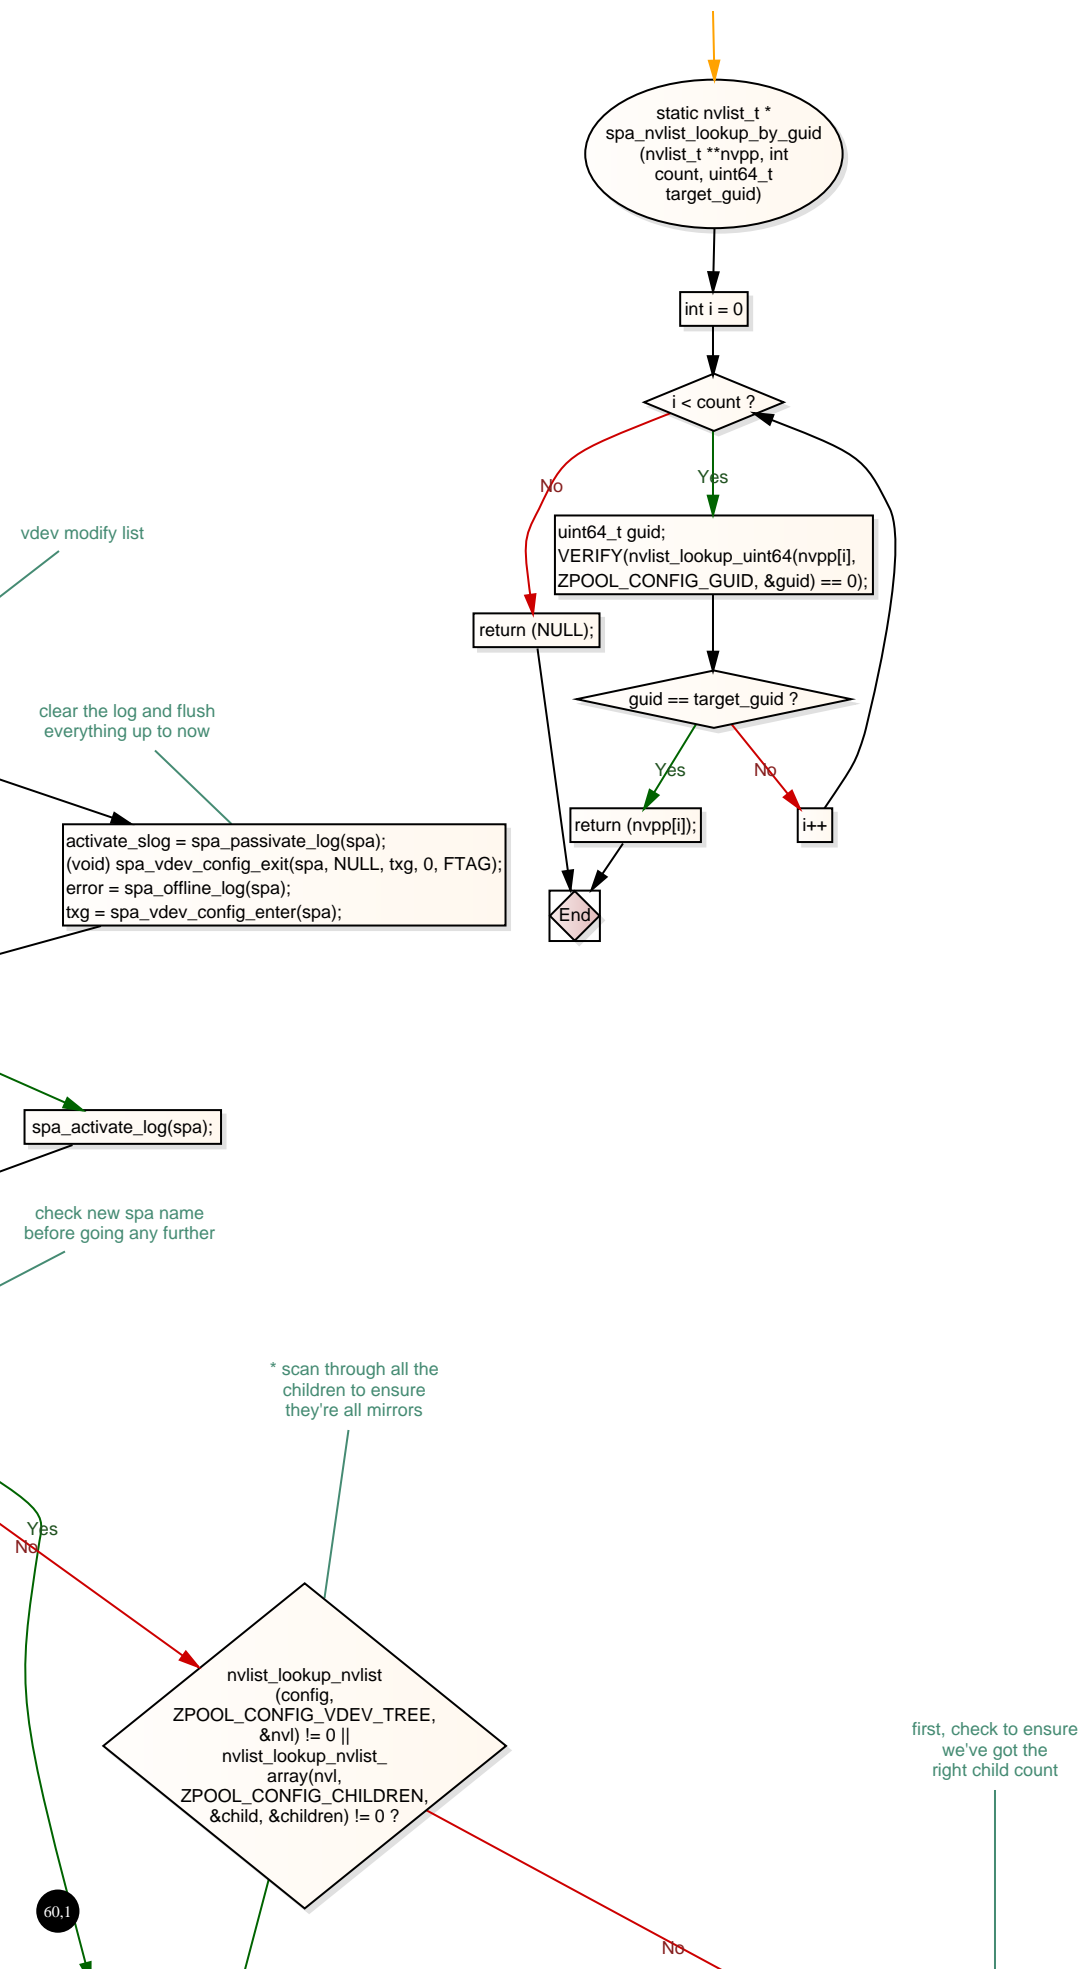 static nvlist_t *
spa_nvlist_lookup_by_guid
(nvlist_t **nvpp, int
count, uint64_t
target_guid)
int i = 0
i < count ?
No
Yes
uint64_t guid;
VERIFY(nvlist_lookup_uint64(nvpp[i],
ZPOOL_CONFIG_GUID, &guid) == 0);
return (NULL);
guid == target_guid ?
Yes
No
return (nvpp[i]);
i++
End
vdev modify list
clear the log and flush
everything up to now
activate_slog = spa_passivate_log(spa);
(void) spa_vdev_config_exit(spa, NULL, txg, 0, FTAG);
error = spa_offline_log(spa);
txg = spa_vdev_config_enter(spa);
spa_activate_log(spa);
check new spa name
before going any further
* scan through all the
children to ensure
they're all mirrors
Yes
No
nvlist_lookup_nvlist
(config,
ZPOOL_CONFIG_VDEV_TREE,
&nvl) != 0 ||
nvlist_lookup_nvlist_
array(nvl,
ZPOOL_CONFIG_CHILDREN,
&child, &children) != 0 ?
first, check to ensure
we've got the
right child count
60,1
No